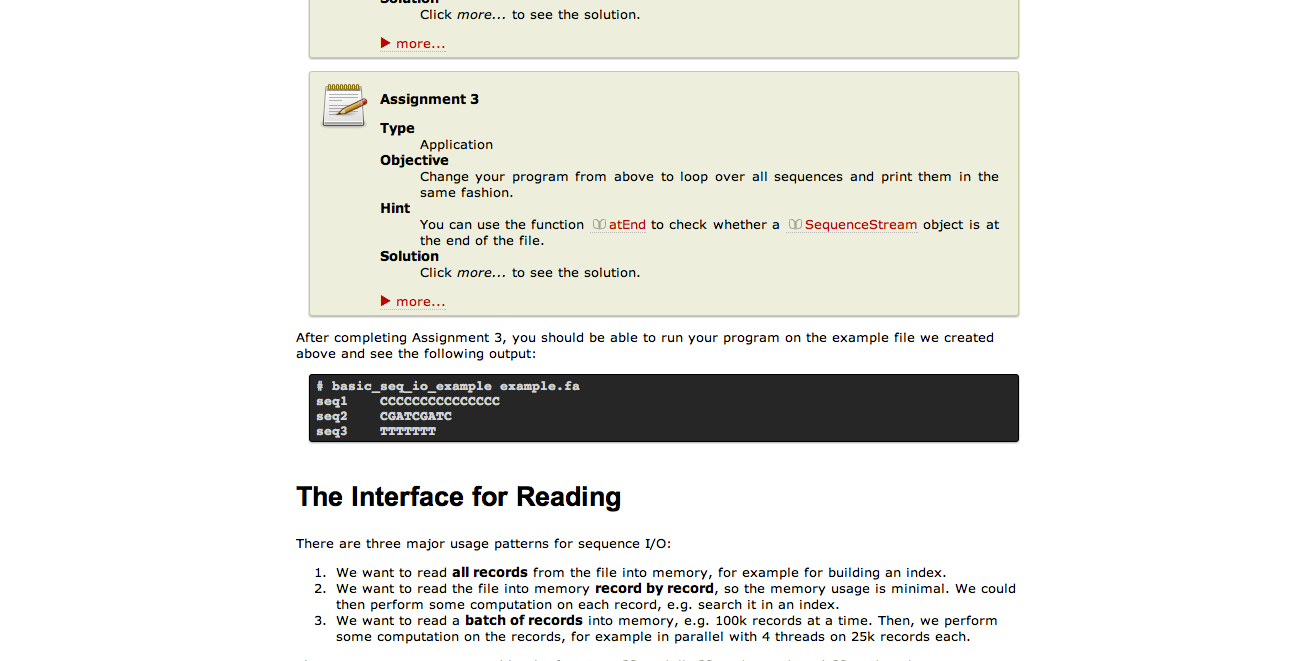 Solution
Click more... to see the solution.
more...
Assignment 3
Type
Application
Objective
Change your program from above to loop over all sequences and print them in the
same fashion.
Hint
You can use the function atEnd to check whether a SequenceStream object is at
the end of the file.
Solution
Click more... to see the solution.
more...
After completing Assignment 3, you should be able to run your program on the example file we created
above and see the following output:
# basic_seq_io_example example.fa
seq1    CCCCCCCCCCCCCCC
seq2    CGATCGATC
seq3    TTTTTTT
The Interface for Reading
There are three major usage patterns for sequence I/O:
1. We want to read all records from the file into memory, for example for building an index.
2. We want to read the file into memory record by record, so the memory usage is minimal. We could
then perform some computation on each record, e.g. search it in an index.
3. We want to read a batch of records into memory, e.g. 100k records at a time. Then, we perform
some computation on the records, for example in parallel with 4 threads on 25k records each.